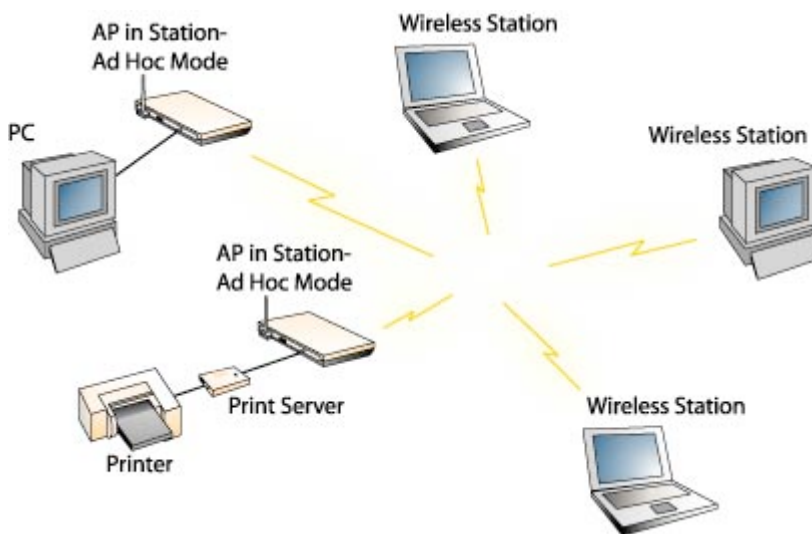 AP in Station-
Ad Hoc Mode
Wireless Station
PC
Wireless Station
AP in Station-
Ad Hoc Mode
Print Server
Printer
Wireless Station